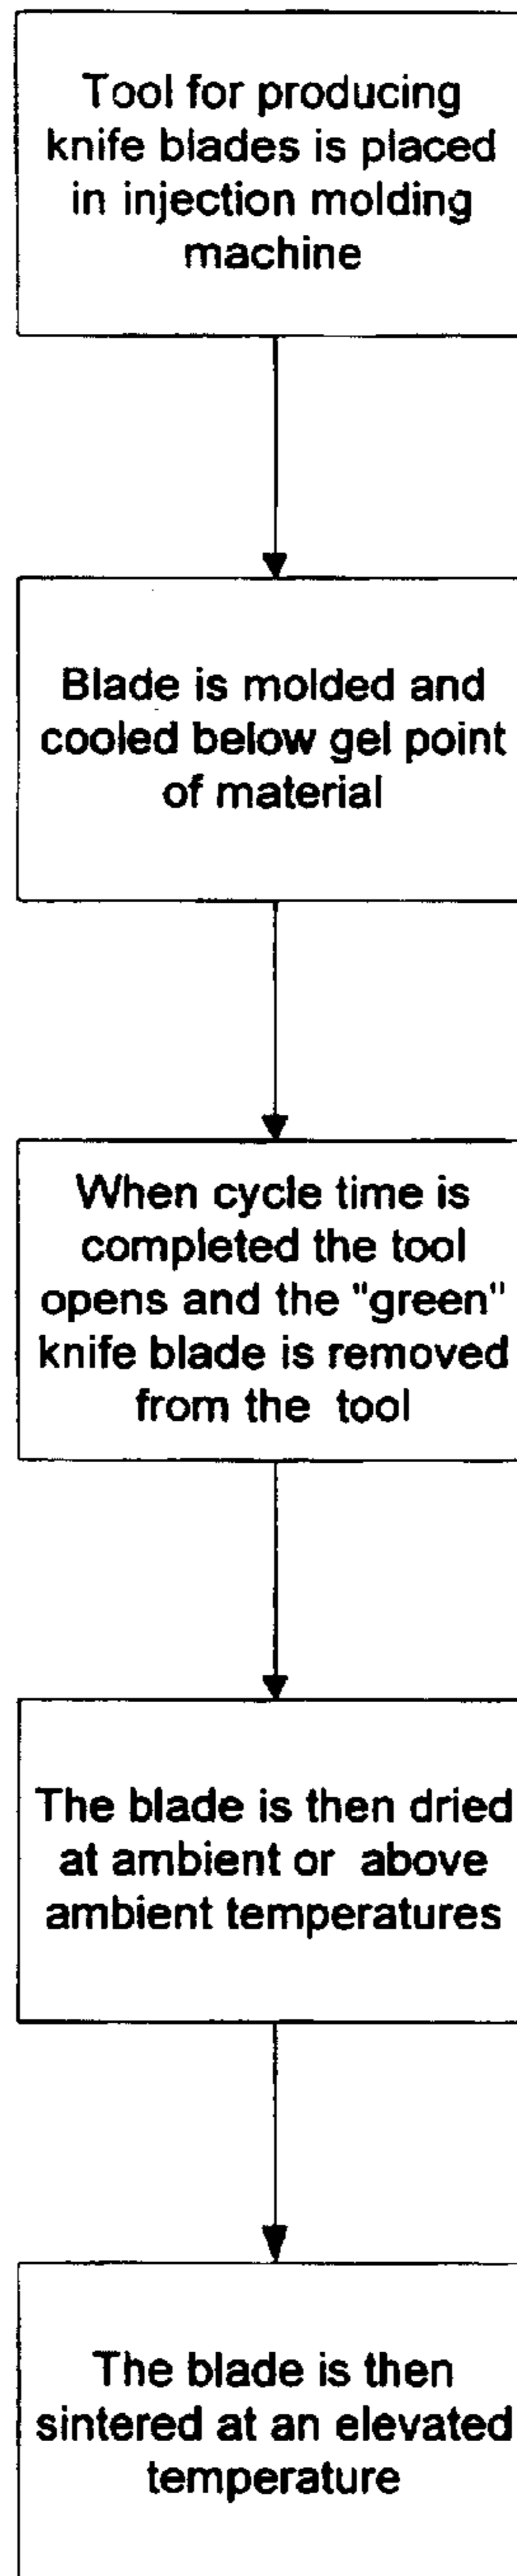 Tool for producing
knife blades is placed
in injection molding
machine
Blade is molded and
cooled below gel point
of material
When cycle time is
completed the tool
opens and the "green"
knife blade is removed
from the tool
The blade is then dried
at ambient or above
ambient temperatures
The blade is then
sintered at an elevated
temperature